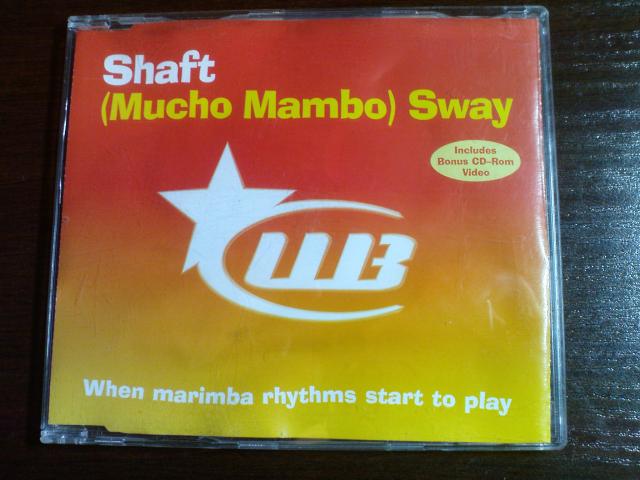 Shaft
(Mucho Mambo) Sway
Includes
Bonus CD-Rom
Video
WB
When marimba rhythms start to play